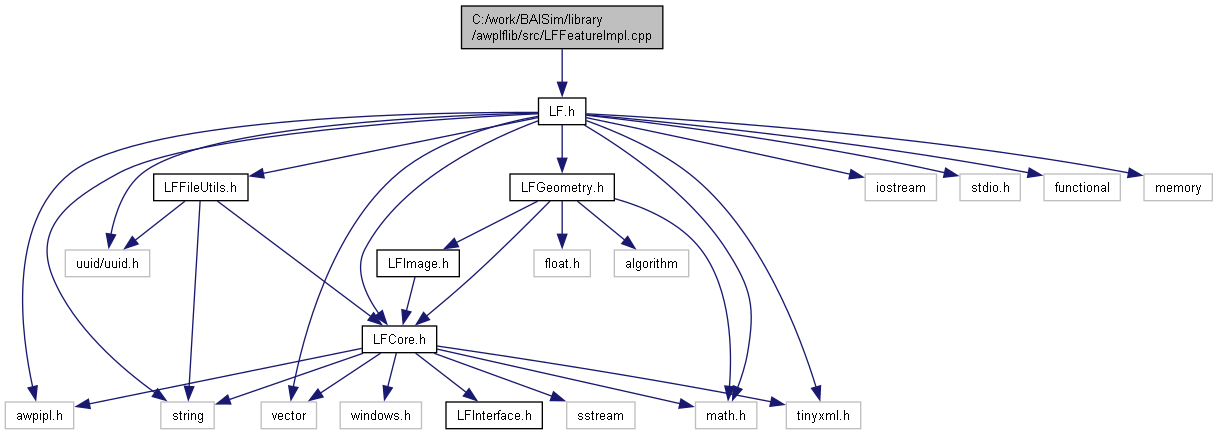 C:/work/BAISim/library
/awplflib/src/LFFeatureImpl.cpp
LF.h
LFFileUtils.h
LFGeometry.h
iostream
stdio.h
functional
memory
uuid/uuid.h
LFImage.h
float.h
algorithm
LFCore.h
awpipl.h
string
vector
windows.h
LFInterface.h
sstream
math.h
tinyxml.h